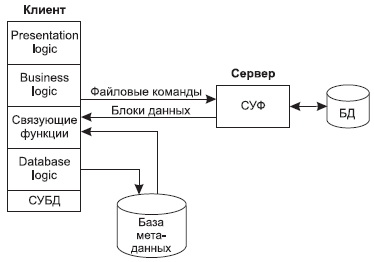 Клиент
Presentation
logic
Business
logic
Связующие
функции
Database
logic
СУБД
Файловые команды
Блоки данных
Сервер
СУФ
БД
База
мета-
данных